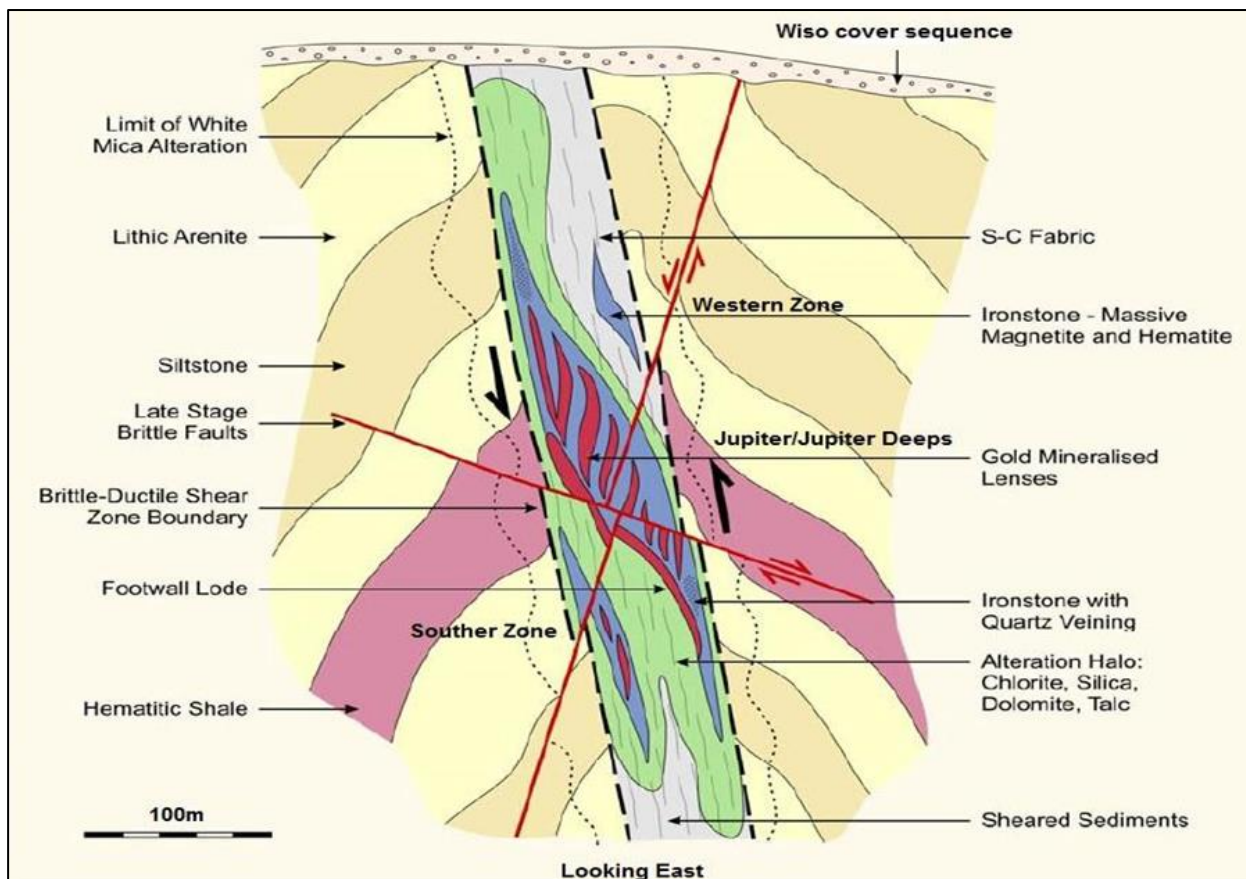 Wiso cover sequence
Limit of White
Mica Alteration
Lithic Arenite
Siltstone
Late Stage
Brittle Faults
Brittle-Ductile Shear
Zone Boundary
Footwall Lode
Hematitic Shale
100m
S-C Fabric
Western Zone
Ironstone - Massive
Magnetite and Hematite
Jupiter/Jupiter Deeps
Gold Mineralised
Lenses
Souther Zone
Ironstone with
Quartz Veining
Alteration Halo:
Chlorite, Silica,
Dolomite, Talc
Sheared Sediments
Looking East